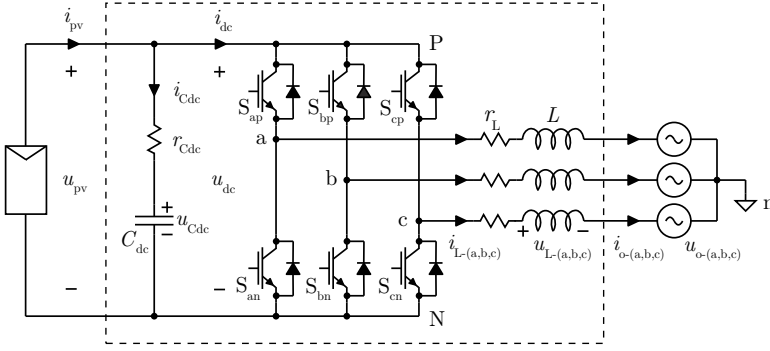 i_pv
i_dc
P
+
+
i_Cdc
S_ap
S_bp
S_cp
r_L
L
r_Cdc
a
u_pv
u_dc
b
+
u_Cdc
−
C_dc
c
n
+
−
i_L-(a,b,c)
u_L-(a,b,c)
i_o-(a,b,c)
u_o-(a,b,c)
S_an
S_bn
S_cn
−
−
N